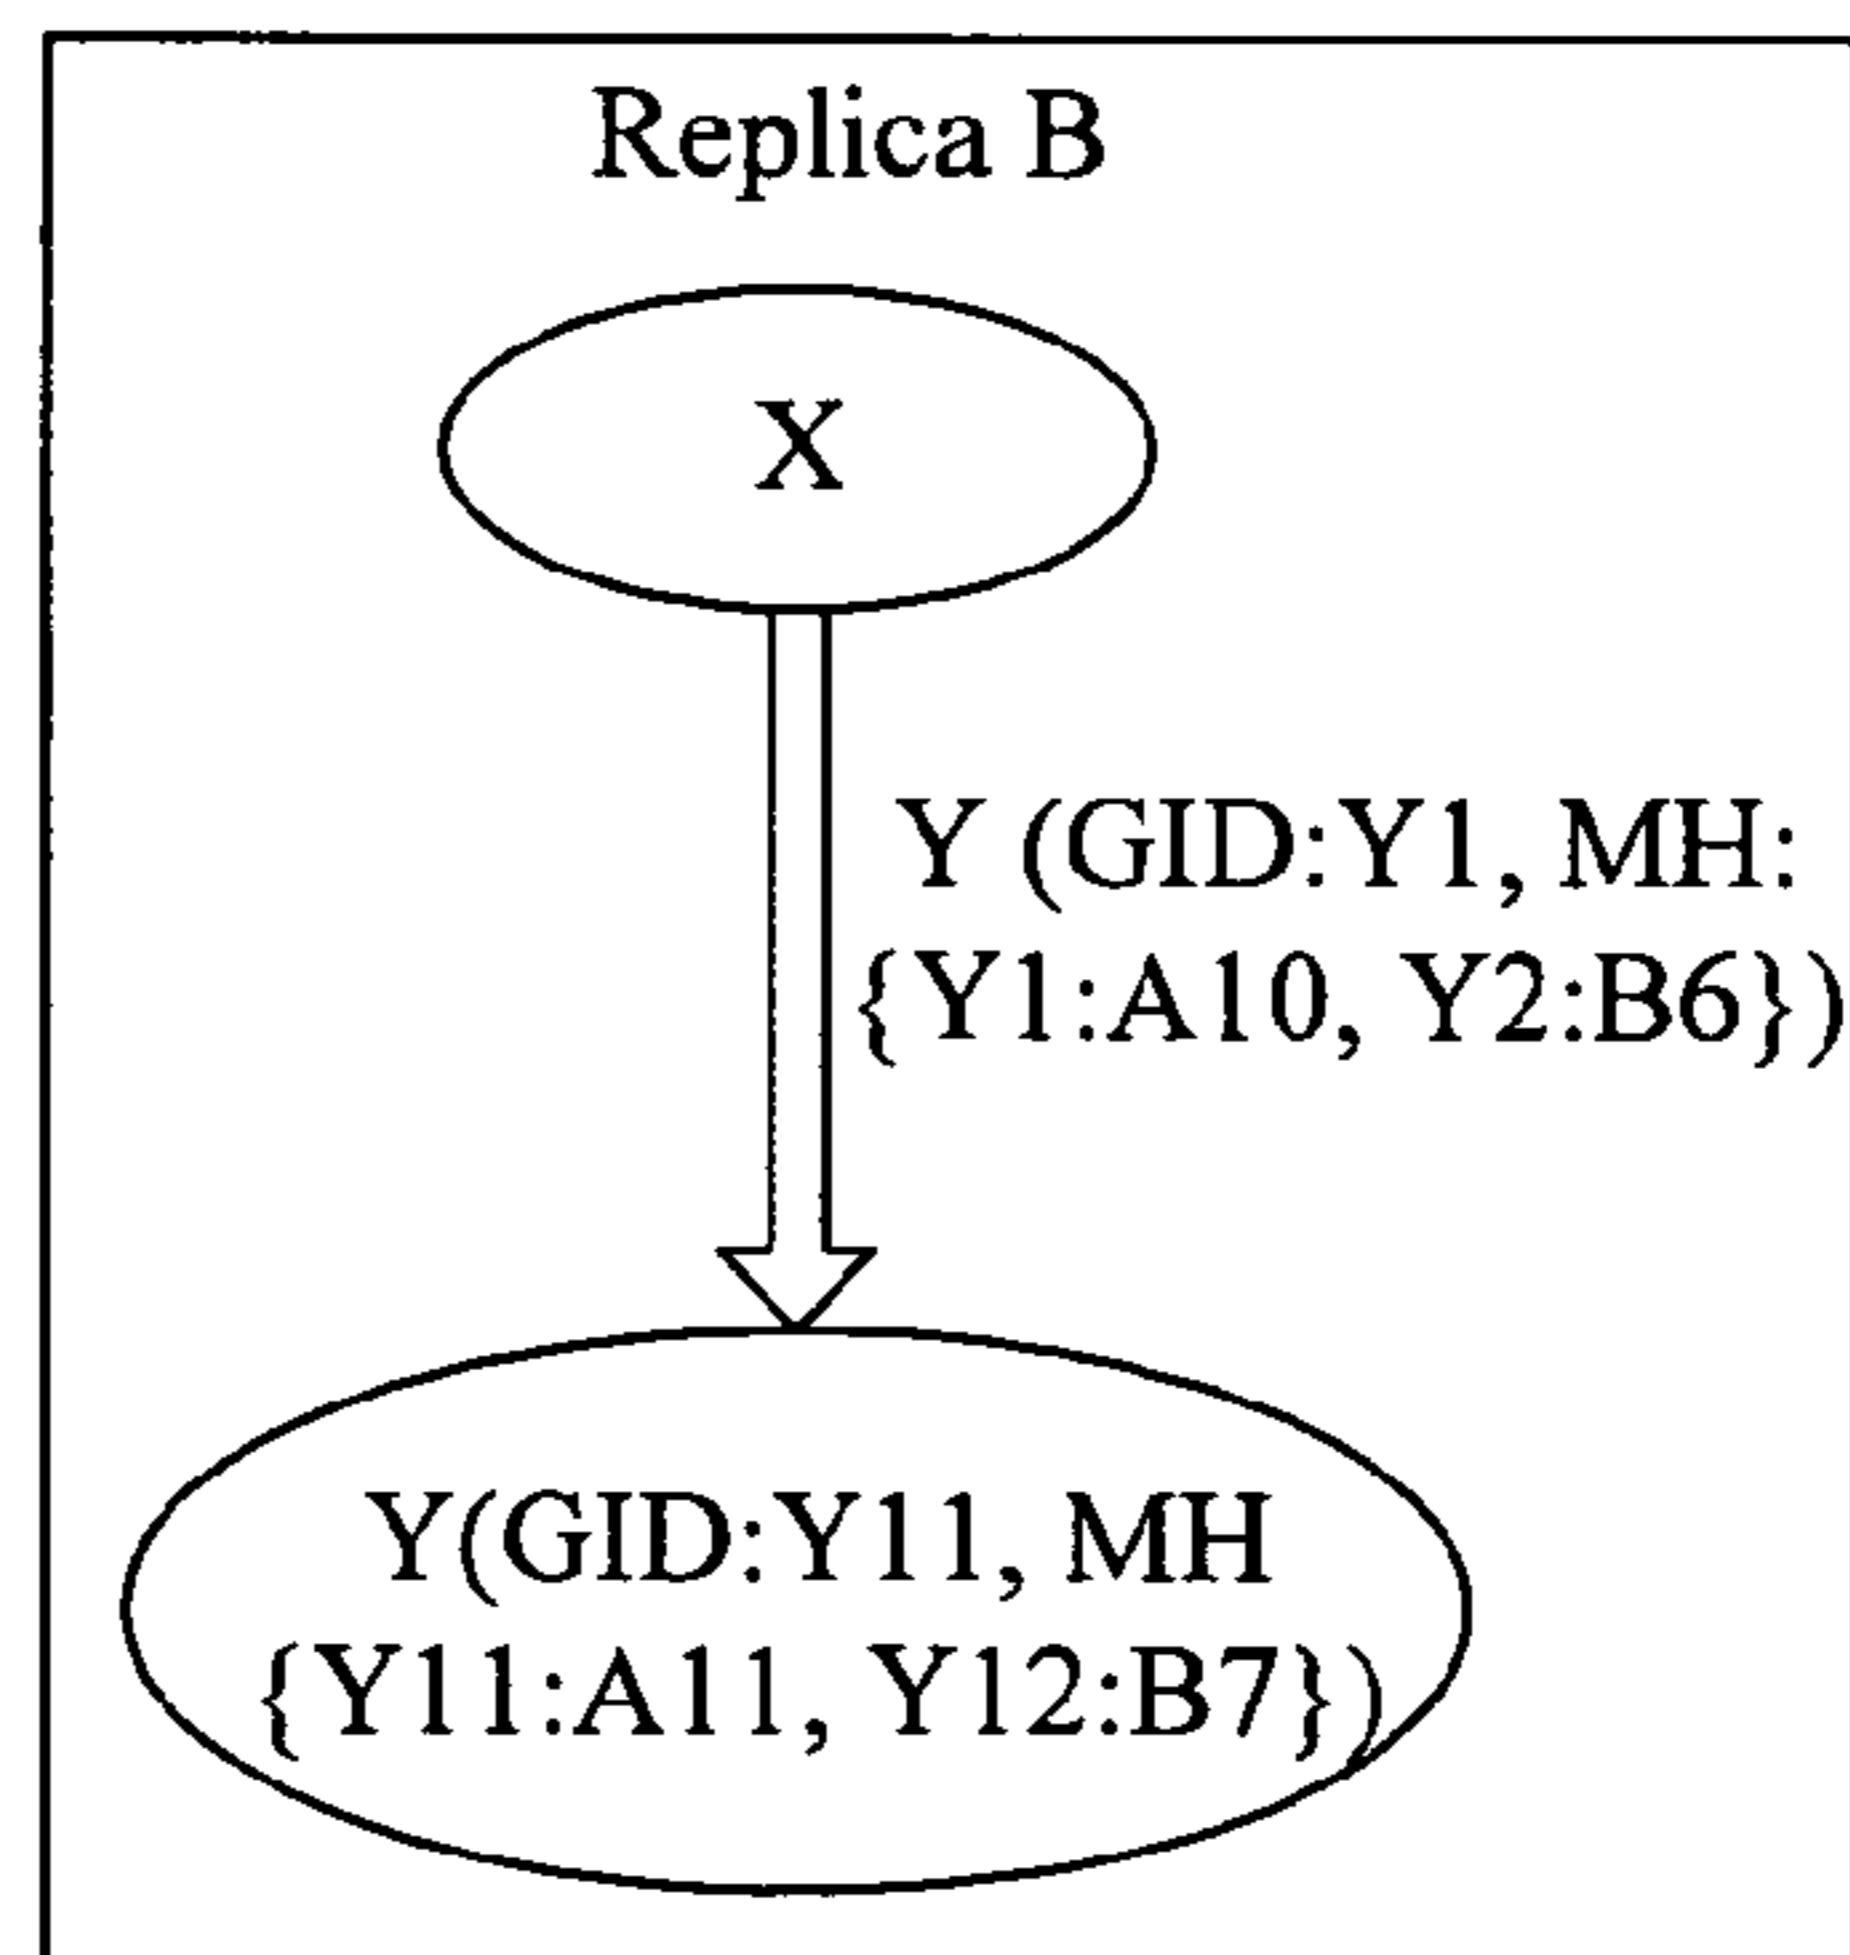 Replica B
X
Y (GID:Y1, MH:
{Y1:A10, Y2:B6})
Y(GID:Y11, MH
{Y11:A11, Y12:B7})